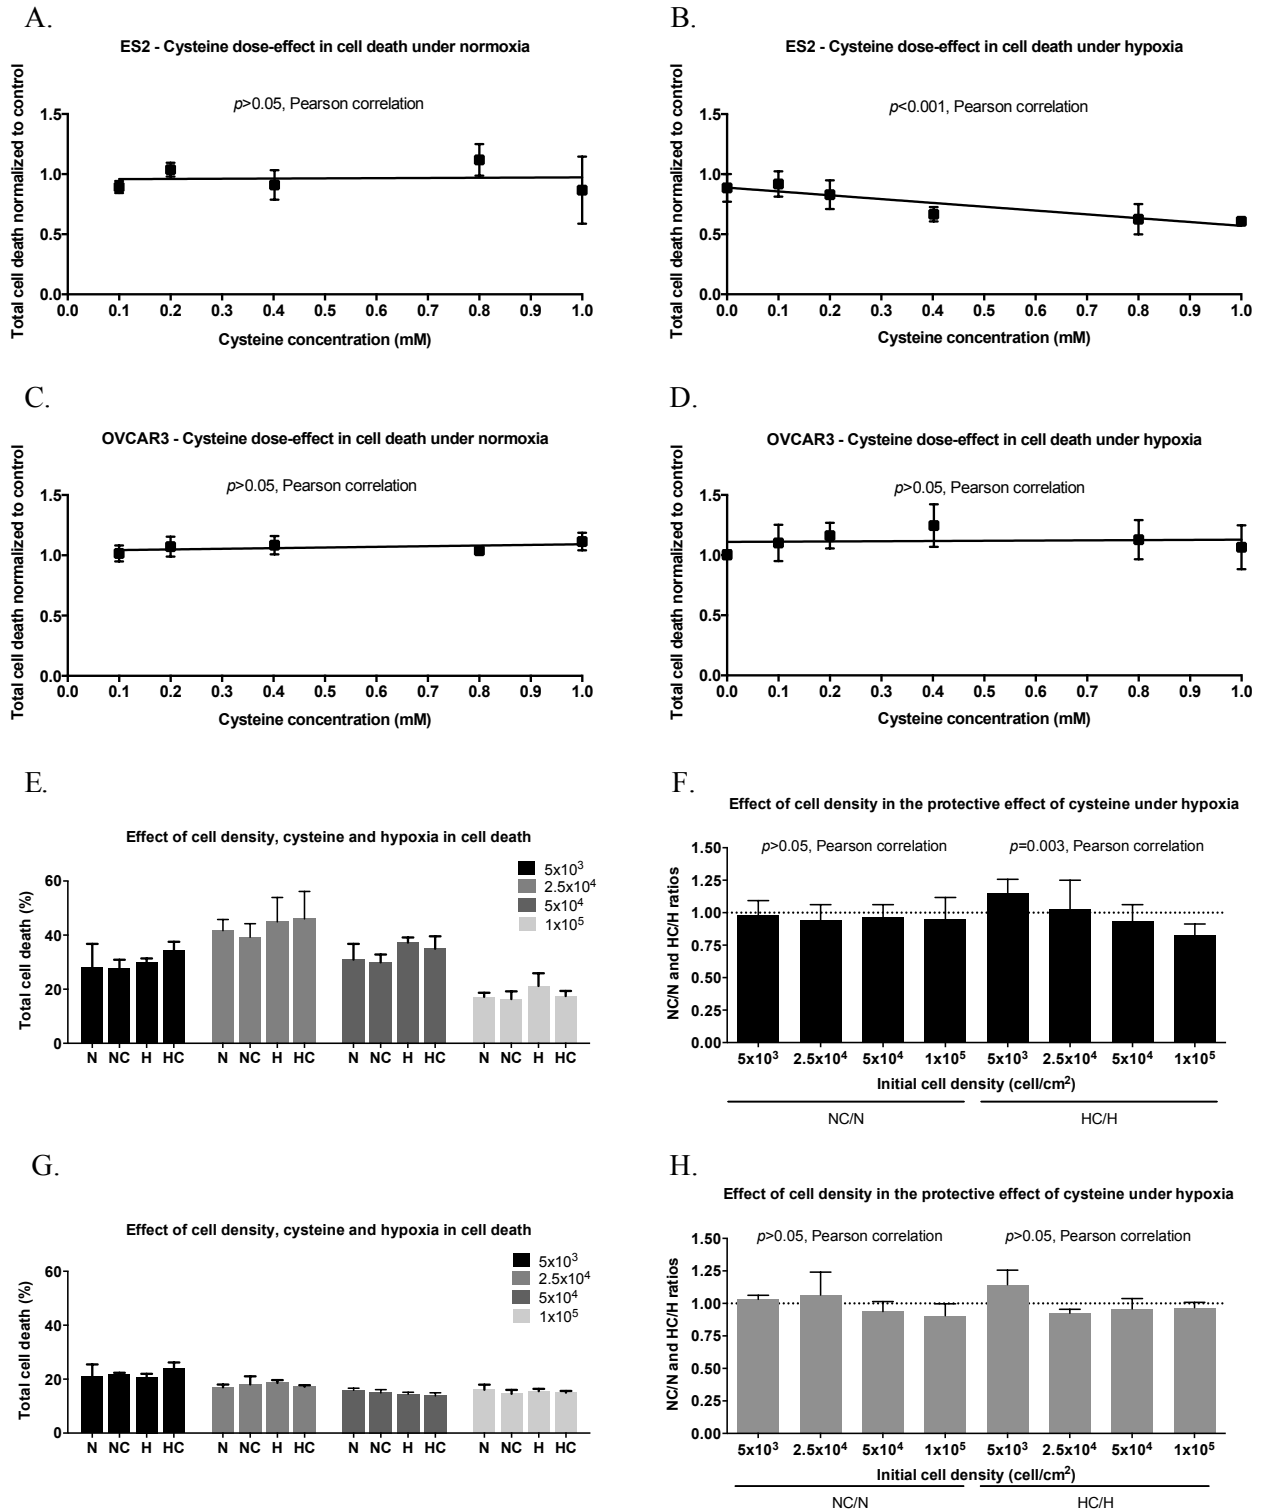 A.
ES2 - Cysteine dose-effect in cell death under normoxia
p>0.05, Pearson correlation
Total cell death normalized to control
1.5
1.0
0.5
0.0
0.0 0.1 0.2 0.3 0.4 0.5 0.6 0.7 0.8 0.9 1.0
Cysteine concentration (mM)
B.
ES2 - Cysteine dose-effect in cell death under hypoxia
p<0.001, Pearson correlation
Total cell death normalized to control
1.5
1.0
0.5
0.0
0.0 0.1 0.2 0.3 0.4 0.5 0.6 0.7 0.8 0.9 1.0
Cysteine concentration (mM)
C.
OVCAR3 - Cysteine dose-effect in cell death under normoxia
p>0.05, Pearson correlation
Total cell death normalized to control
1.5
1.0
0.5
0.0
0.0 0.1 0.2 0.3 0.4 0.5 0.6 0.7 0.8 0.9 1.0
Cysteine concentration (mM)
D.
OVCAR3 - Cysteine dose-effect in cell death under hypoxia
p>0.05, Pearson correlation
Total cell death normalized to control
1.5
1.0
0.5
0.0
0.0 0.1 0.2 0.3 0.4 0.5 0.6 0.7 0.8 0.9 1.0
Cysteine concentration (mM)
E.
Effect of cell density, cysteine and hypoxia in cell death
5x10³
2.5x10⁴
5x10⁴
1x10⁵
Total cell death (%)
60
40
20
0
N NC H HC N NC H HC N NC H HC N NC H HC
F.
Effect of cell density in the protective effect of cysteine under hypoxia
p>0.05, Pearson correlation p=0.003, Pearson correlation
NC/N and HC/H ratios
1.50
1.25
1.00
0.75
0.50
0.25
0.00
5x10³ 2.5x10⁴ 5x10⁴ 1x10⁵ 5x10³ 2.5x10⁴ 5x10⁴ 1x10⁵
Initial cell density (cell/cm²)
NC/N HC/H
G.
Effect of cell density, cysteine and hypoxia in cell death
5x10³
2.5x10⁴
5x10⁴
1x10⁵
Total cell death (%)
60
40
20
0
N NC H HC N NC H HC N NC H HC N NC H HC
H.
Effect of cell density in the protective effect of cysteine under hypoxia
p>0.05, Pearson correlation p>0.05, Pearson correlation
NC/N and HC/H ratios
1.50
1.25
1.00
0.75
0.50
0.25
0.00
5x10³ 2.5x10⁴ 5x10⁴ 1x10⁵ 5x10³ 2.5x10⁴ 5x10⁴ 1x10⁵
Initial cell density (cell/cm²)
NC/N HC/H